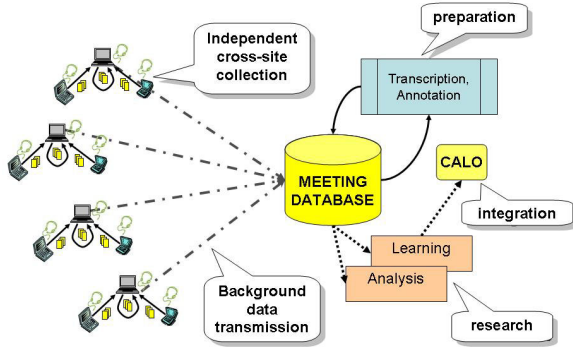 preparation
Independent
cross-site
collection
Transcription,
Annotation
MEETING
DATABASE
CALO
integration
Learning
Analysis
Background
data
transmission
research